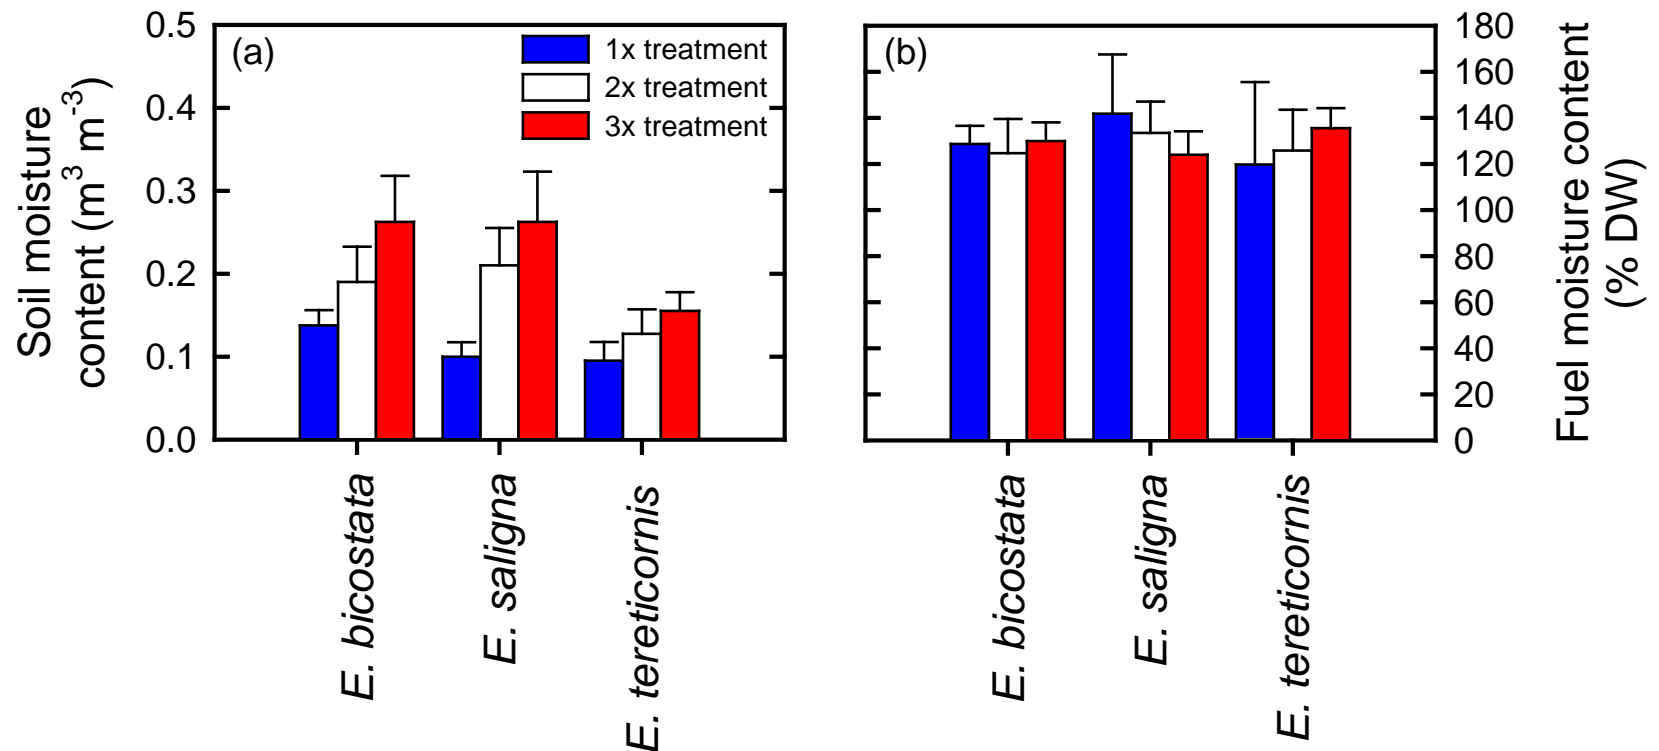 Soil moisture
content (m³ m⁻³)
0.5
0.4
0.3
0.2
0.1
0.0
(a)
1x treatment
2x treatment
3x treatment
E. bicostata
E. saligna
E. tereticornis
(b)
180
160
140
120
100
80
60
40
20
0
Fuel moisture content
(% DW)
E. bicostata
E. saligna
E. tereticornis